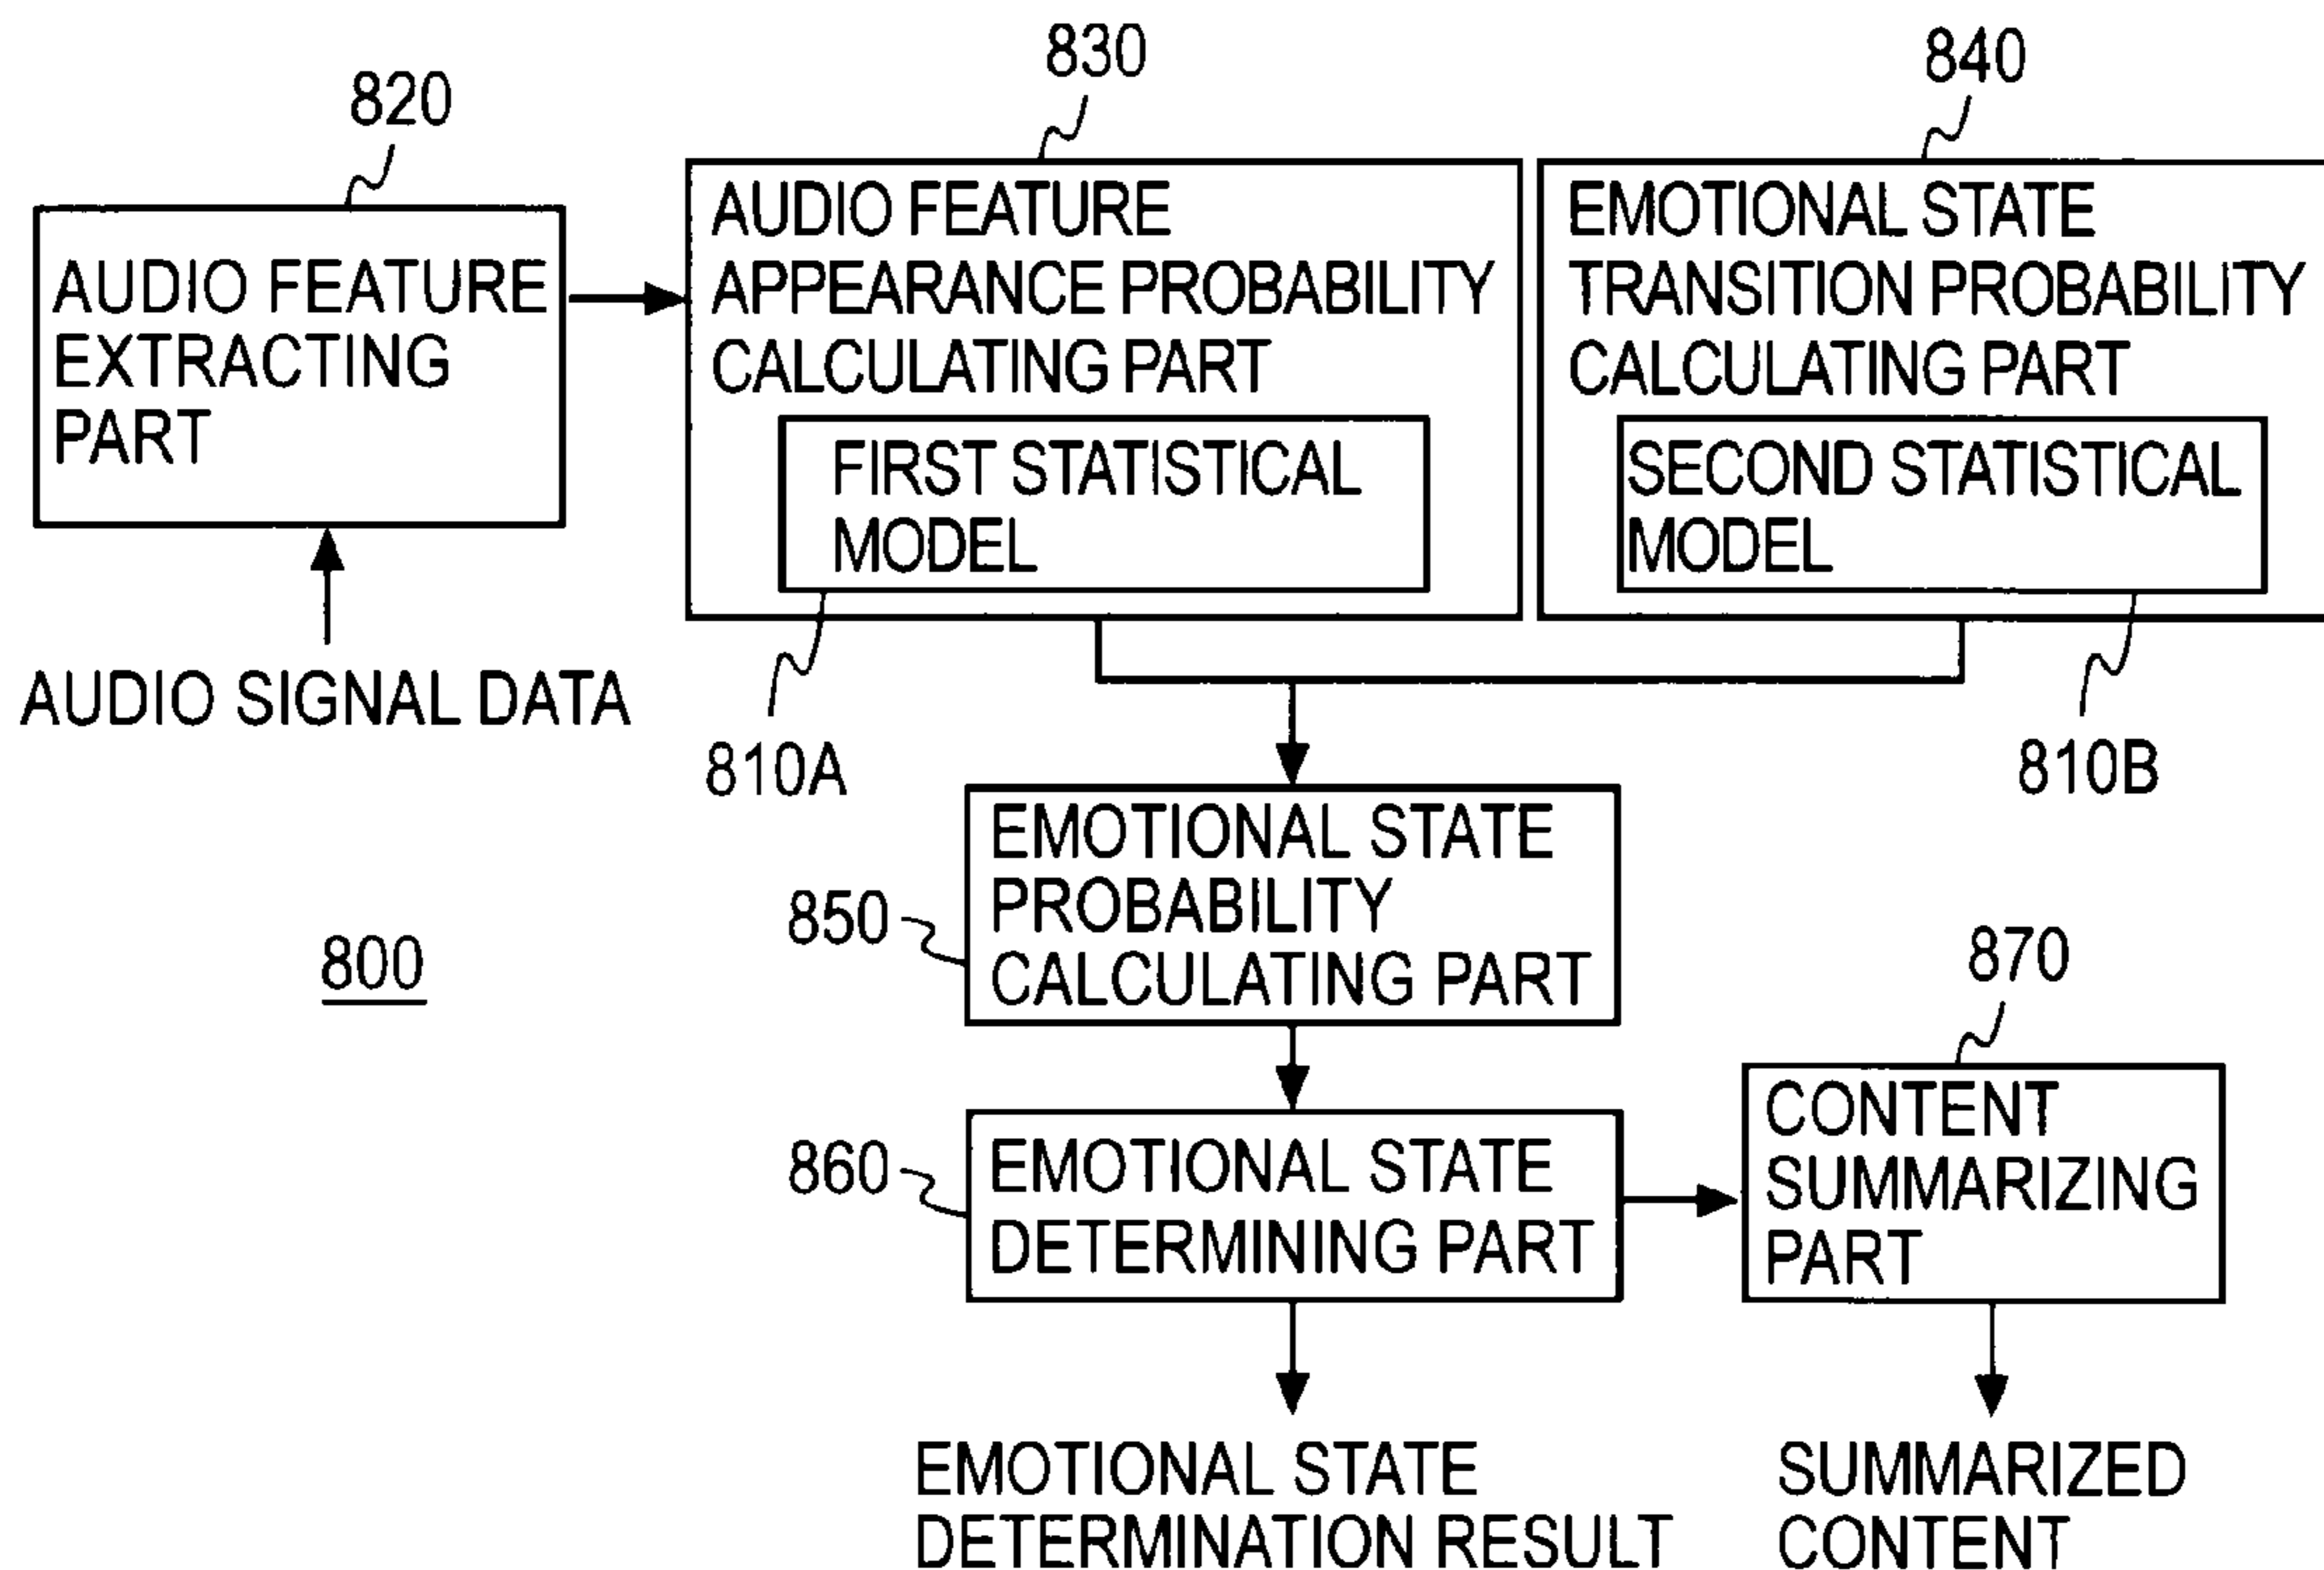 830
840
820
AUDIO FEATURE
EXTRACTING
PART
AUDIO FEATURE
APPEARANCE PROBABILITY
CALCULATING PART
FIRST STATISTICAL
MODEL
EMOTIONAL STATE
TRANSITION PROBABILITY
CALCULATING PART
SECOND STATISTICAL
MODEL
AUDIO SIGNAL DATA
810A
810B
EMOTIONAL STATE
PROBABILITY
CALCULATING PART
850
800
870
860
EMOTIONAL STATE
DETERMINING PART
CONTENT
SUMMARIZING
PART
EMOTIONAL STATE
DETERMINATION RESULT
SUMMARIZED
CONTENT